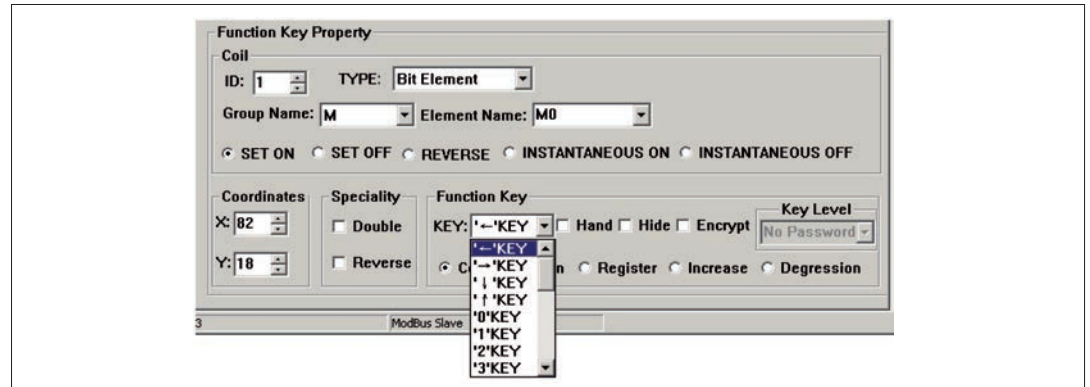 Function Key Property
Coil
ID: 1 TYPE: Bit Element
Group Name: M Element Name: M0
SET ON SET OFF REVERSE INSTANTANEOUS ON INSTANTANEOUS OFF
Coordinates Speciality Function Key
Key Level
X: 82 Double KEY: '←'KEY Hand Hide Encrypt No Password
Y: 18 Reverse Register Increase Degression
'←'KEY
'→'KEY
'↓'KEY
'↑'KEY
'0'KEY
'1'KEY
'2'KEY
'3'KEY
3 ModBus Slave